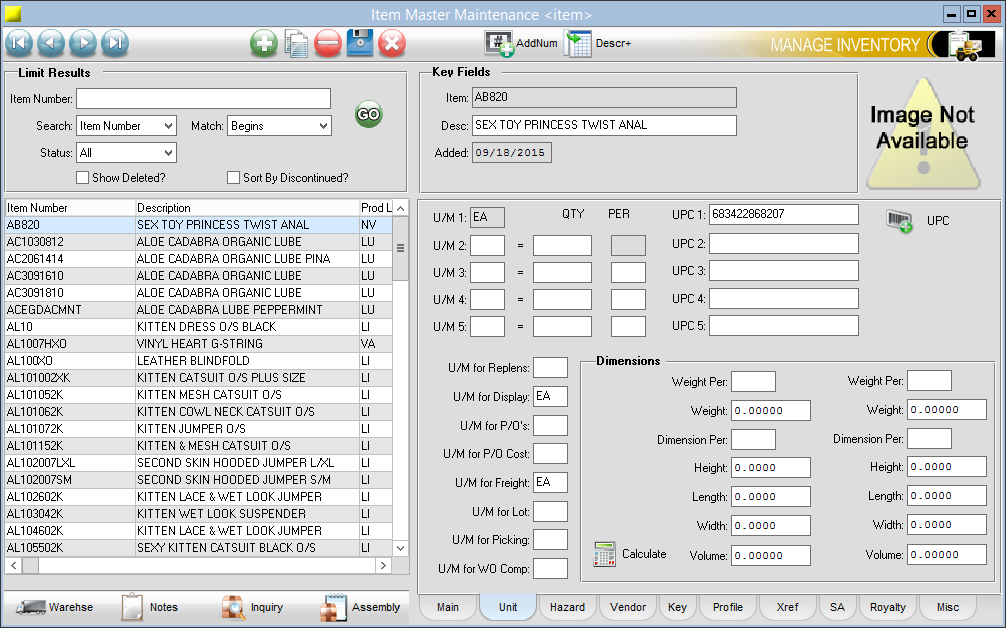 Item Master Maintenance <item>
AddNum
Descr+
MANAGE INVENTORY
Limit Results
Item Number:
Search: Item Number Match: Begins
GO
Status: All
Show Deleted? Sort By Discontinued?
Key Fields
Item: AB820
Desc: SEX TOY PRINCESS TWIST ANAL
Added: 09/18/2015
Image Not
Available
Item Number Description Prod L
AB820 SEX TOY PRINCESS TWIST ANAL NV
AC1030812 ALOE CADABRA ORGANIC LUBE LU
AC2061414 ALOE CADABRA ORGANIC LUBE PINA LU
AC3091610 ALOE CADABRA ORGANIC LUBE LU
AC3091810 ALOE CADABRA ORGANIC LUBE LU
ACEGDACMNT ALOE CADABRA LUBE PEPPERMINT LU
AL10 KITTEN DRESS O/S BLACK LI
AL1007HXO VINYL HEART G-STRING VA
AL100XO LEATHER BLINDFOLD LI
AL101002XK KITTEN CATSUIT O/S PLUS SIZE LI
AL101052K KITTEN MESH CATSUIT O/S LI
AL101062K KITTEN COWL NECK CATSUIT O/S LI
AL101072K KITTEN JUMPER O/S LI
AL101152K KITTEN & MESH CATSUIT O/S LI
AL102007LXL SECOND SKIN HOODED JUMPER L/XL LI
AL102007SM SECOND SKIN HOODED JUMPER S/M LI
AL102602K KITTEN LACE & WET LOOK JUMPER LI
AL103042K KITTEN WET LOOK SUSPENDER LI
AL104602K KITTEN LACE & WET LOOK JUMPER LI
AL105502K SEXY KITTEN CATSUIT BLACK O/S LI
Warehse
Notes
Inquiry
Assembly
QTY PER
U/M 1: EA UPC 1: 683422868207
UPC
U/M 2: = UPC 2:
U/M 3: = UPC 3:
U/M 4: = UPC 4:
U/M 5: = UPC 5:
U/M for Replens:
U/M for Display: EA
U/M for P/O's:
U/M for P/O Cost:
U/M for Freight: EA
U/M for Lot:
U/M for Picking:
U/M for WO Comp:
Dimensions
Weight Per: Weight Per:
Weight: 0.00000 Weight: 0.00000
Dimension Per: Dimension Per:
Height: 0.0000 Height: 0.0000
Length: 0.0000 Length: 0.0000
Width: 0.0000 Width: 0.0000
Calculate
Volume: 0.00000 Volume: 0.00000
Main Unit Hazard Vendor Key Profile Xref SA Royalty Misc